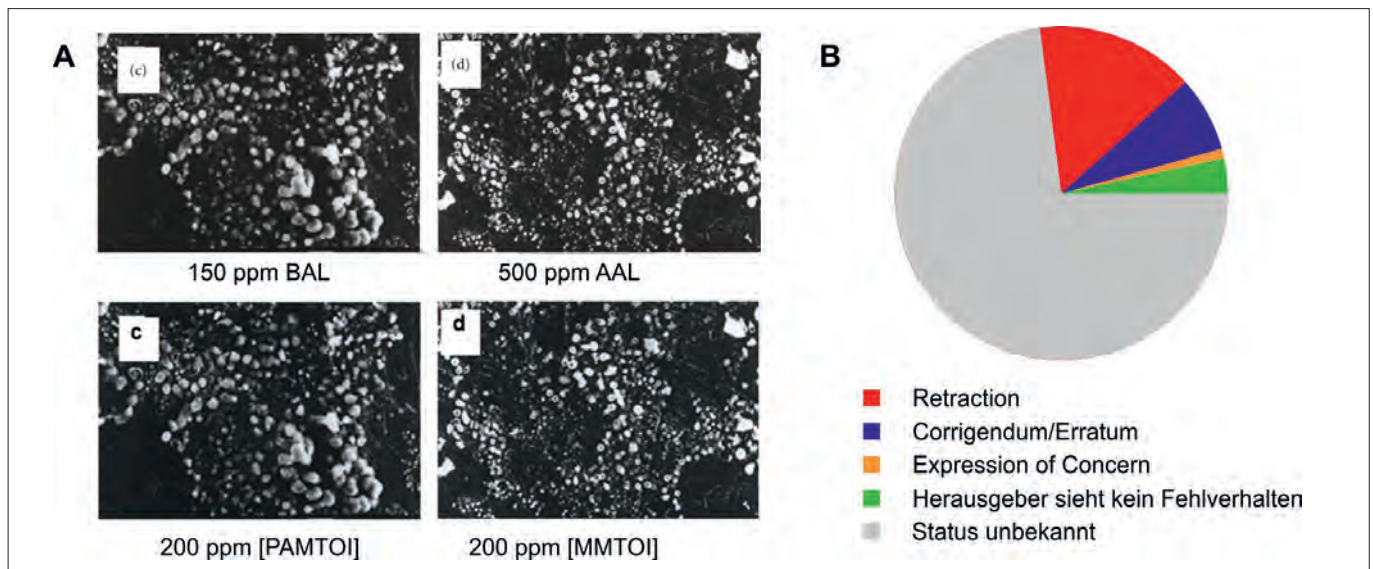 A
(c)
(d)
150 ppm BAL
500 ppm AAL
c
d
200 ppm [PAMTOI]
200 ppm [MMTOI]
B
Retraction
Corrigendum/Erratum
Expression of Concern
Herausgeber sieht kein Fehlverhalten
Status unbekannt